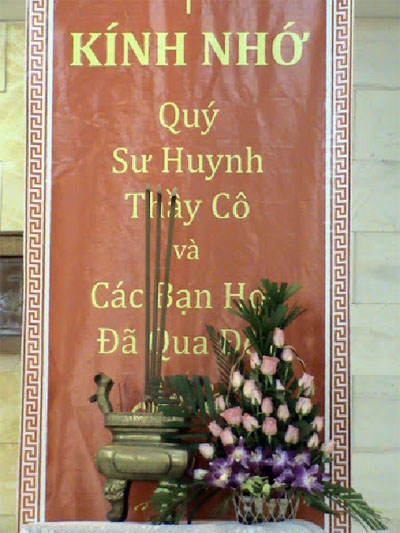 KÍNH NHỚ
Quý
Sư Huynh
Thầy Cô
và
Các Bạn
Đã Qua